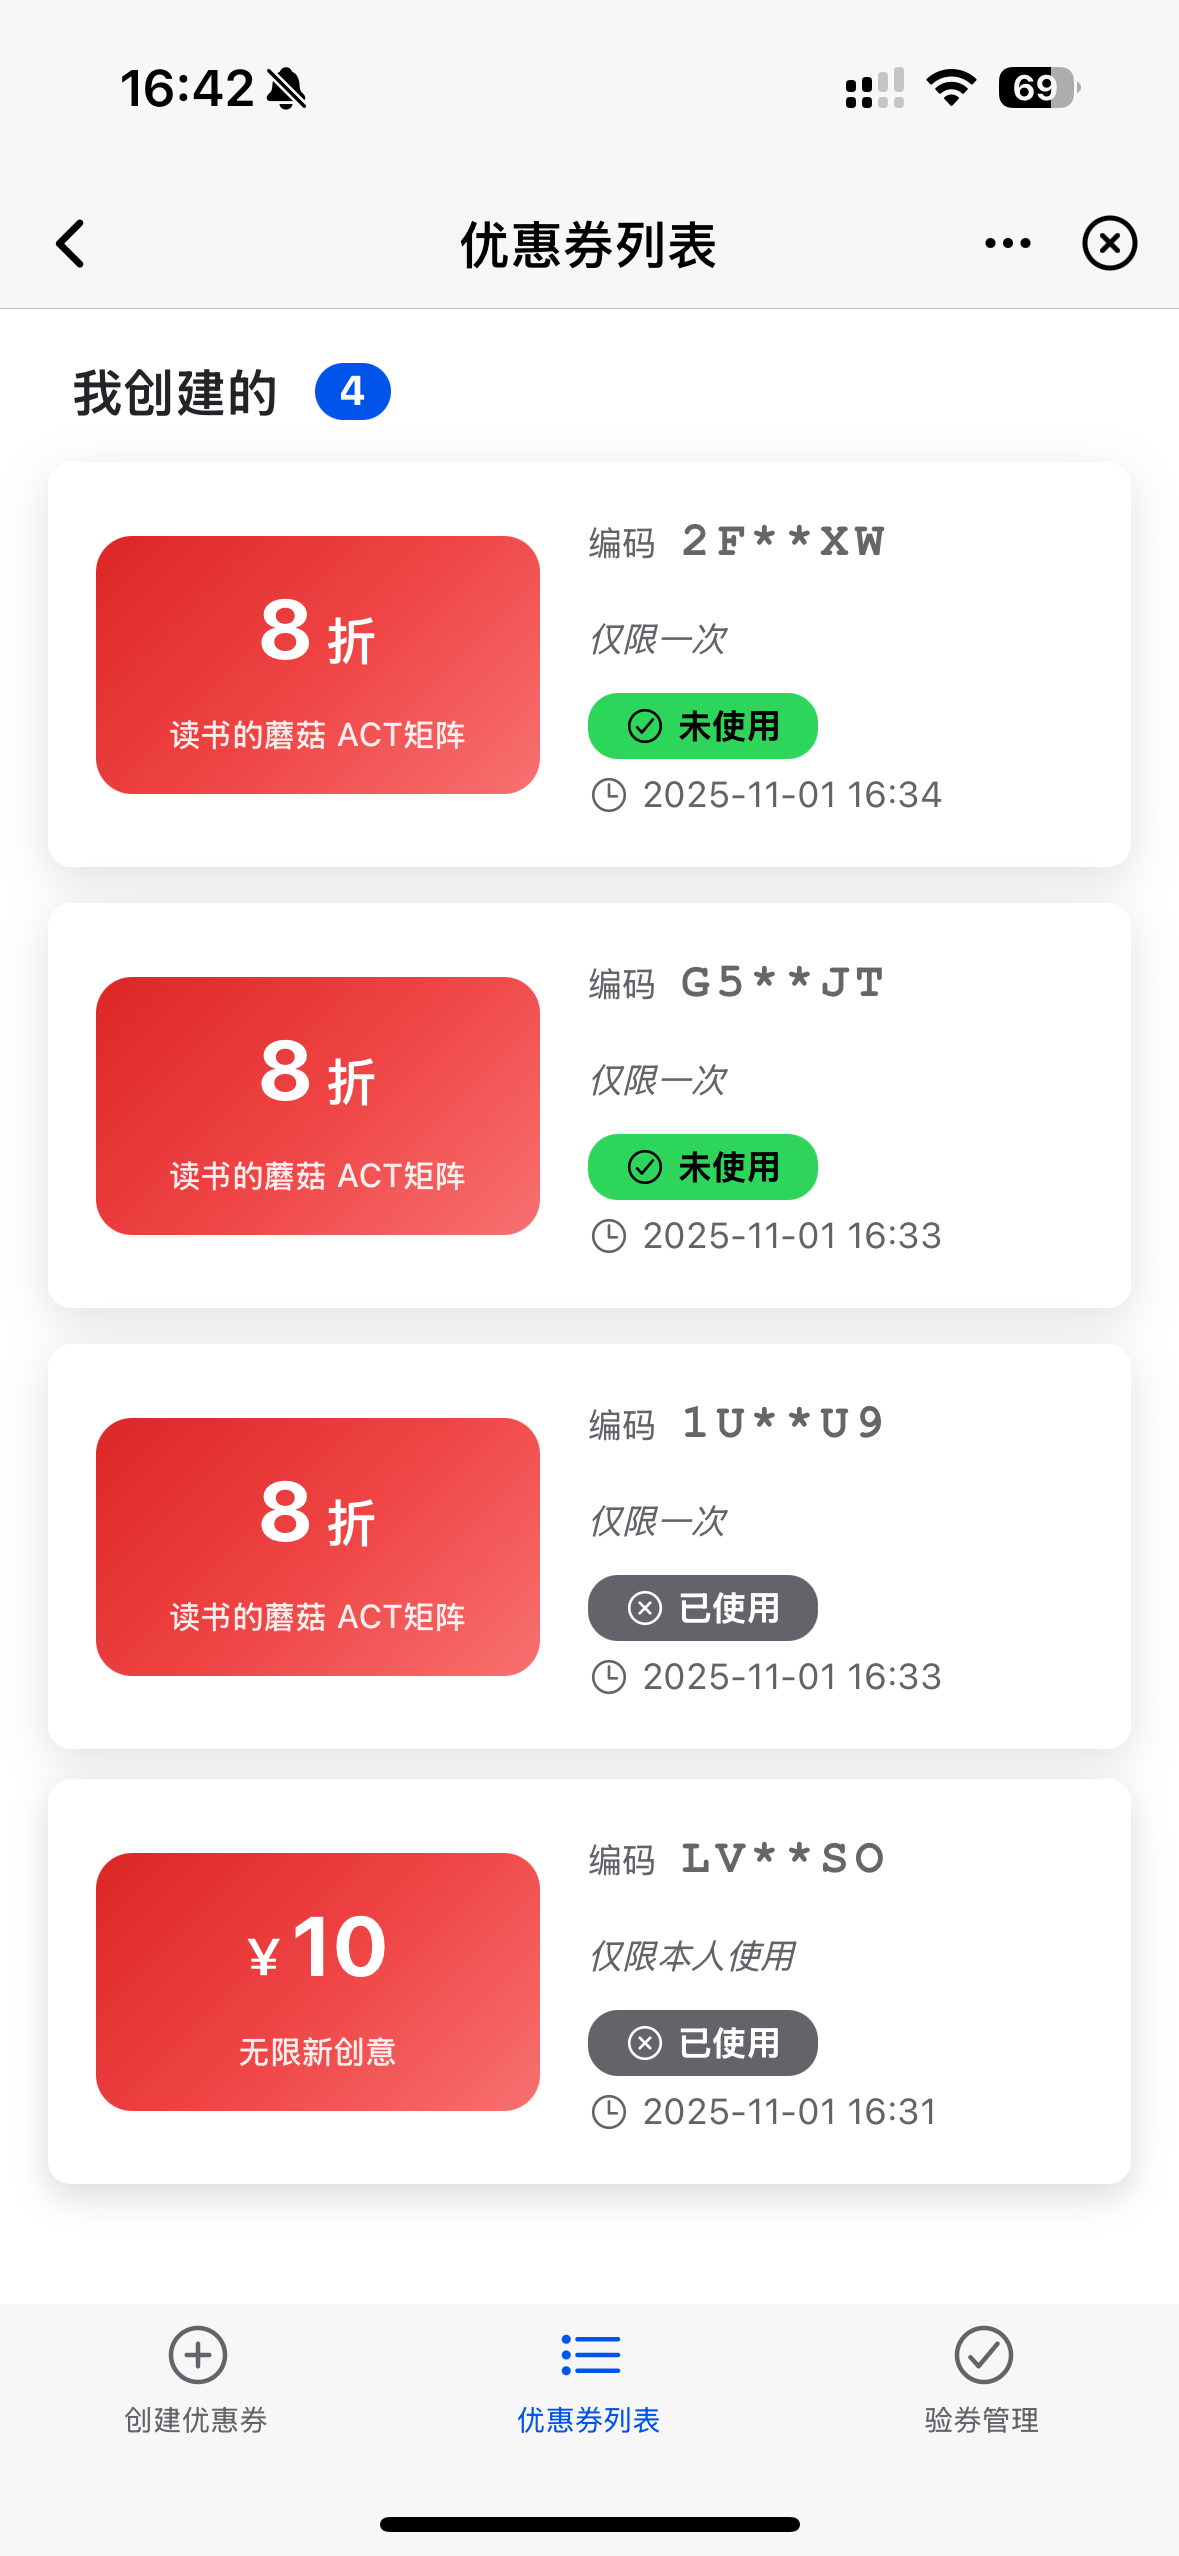 16:42
69
优惠券列表
我创建的 4
8 折
读书的蘑菇 ACT矩阵
编码 2F**XW
仅限一次
未使用
2025-11-01 16:34
8 折
读书的蘑菇 ACT矩阵
编码 G5**JT
仅限一次
未使用
2025-11-01 16:33
8 折
读书的蘑菇 ACT矩阵
编码 1U**U9
仅限一次
已使用
2025-11-01 16:33
¥10
无限新创意
编码 LV**SO
仅限本人使用
已使用
2025-11-01 16:31
创建优惠券
优惠券列表
验券管理